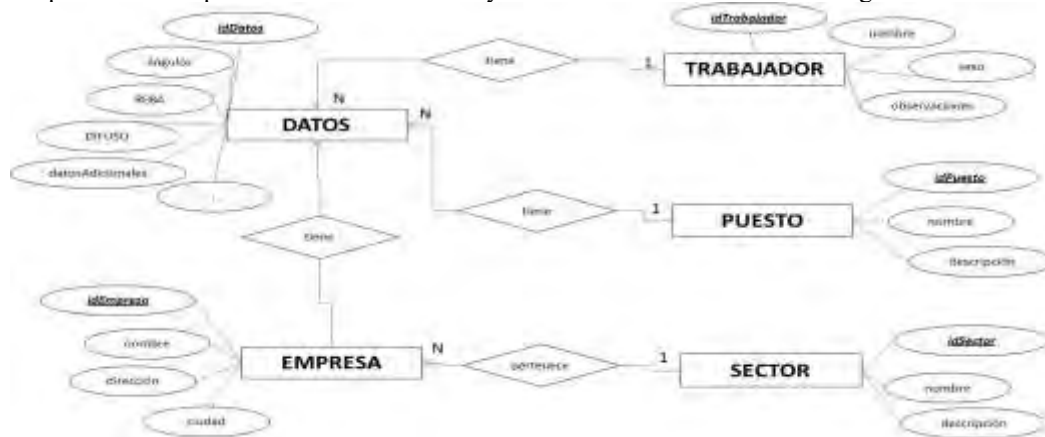 idDatos
ángulos
RULA
DIFUSO
datosAdicionales
...
DATOS
N
N
tiene
1
idTrabajador
nombre
sexo
observaciones
TRABAJADOR
tiene
1
idPuesto
nombre
descripción
PUESTO
tiene
idEmpresa
nombre
dirección
ciudad
EMPRESA
N
pertenece
1
idSector
nombre
descripción
SECTOR